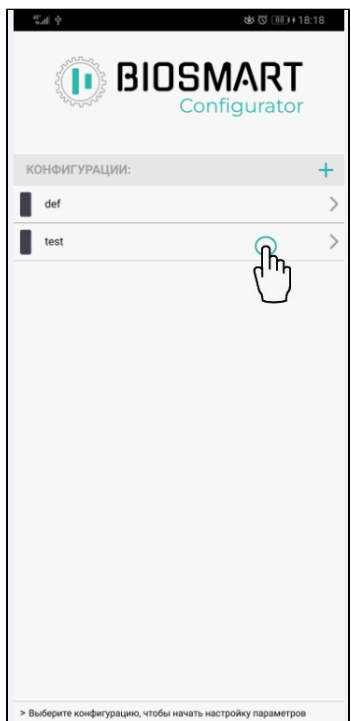 18:18
BIOSMART
Configurator
КОНФИГУРАЦИИ:
def
test
> Выберите конфигурацию, чтобы начать настройку параметров